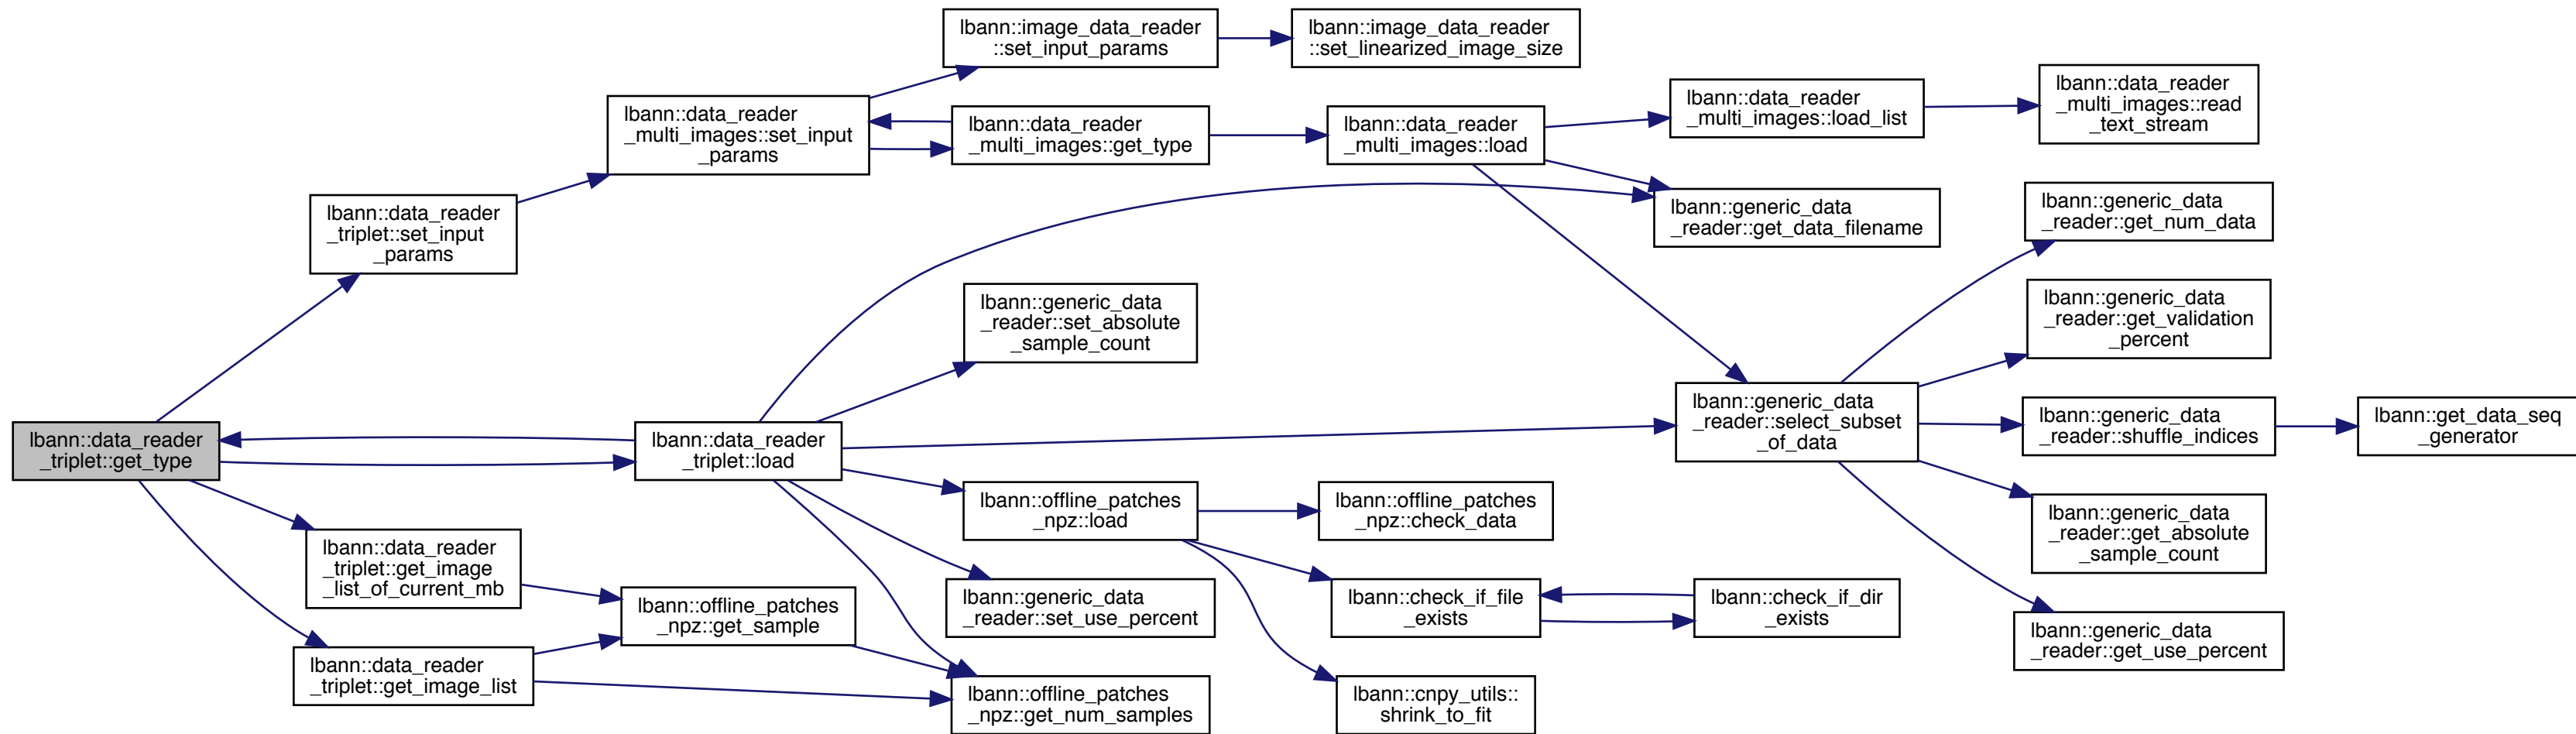 lbann::image_data_reader
::set_input_params
lbann::image_data_reader
::set_linearized_image_size
lbann::data_reader
_multi_images::set_input
_params
lbann::data_reader
_multi_images::get_type
lbann::data_reader
_multi_images::load
lbann::data_reader
_multi_images::load_list
lbann::data_reader
_multi_images::read
_text_stream
lbann::data_reader
_triplet::set_input
_params
lbann::generic_data
_reader::get_data_filename
lbann::generic_data
_reader::get_num_data
lbann::generic_data
_reader::set_absolute
_sample_count
lbann::generic_data
_reader::get_validation
_percent
lbann::data_reader
_triplet::get_type
lbann::data_reader
_triplet::load
lbann::generic_data
_reader::select_subset
_of_data
lbann::generic_data
_reader::shuffle_indices
lbann::get_data_seq
_generator
lbann::offline_patches
_npz::load
lbann::offline_patches
_npz::check_data
lbann::generic_data
_reader::get_absolute
_sample_count
lbann::data_reader
_triplet::get_image
_list_of_current_mb
lbann::offline_patches
_npz::get_sample
lbann::generic_data
_reader::set_use_percent
lbann::check_if_file
_exists
lbann::check_if_dir
_exists
lbann::generic_data
_reader::get_use_percent
lbann::data_reader
_triplet::get_image_list
lbann::offline_patches
_npz::get_num_samples
lbann::cnpy_utils::
shrink_to_fit